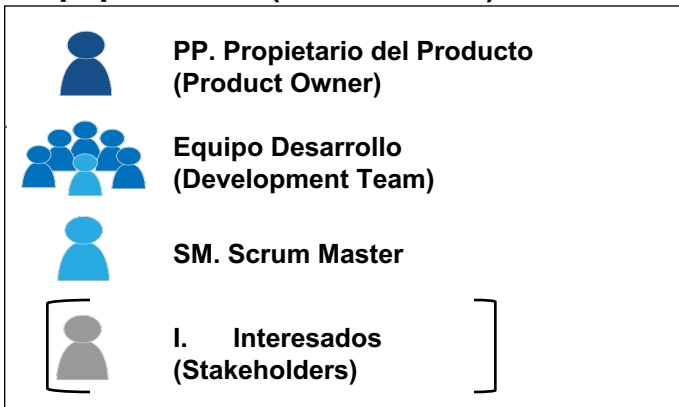 PP. Propietario del Producto
(Product Owner)
Equipo Desarrollo
(Development Team)
SM. Scrum Master
I. Interesados
(Stakeholders)